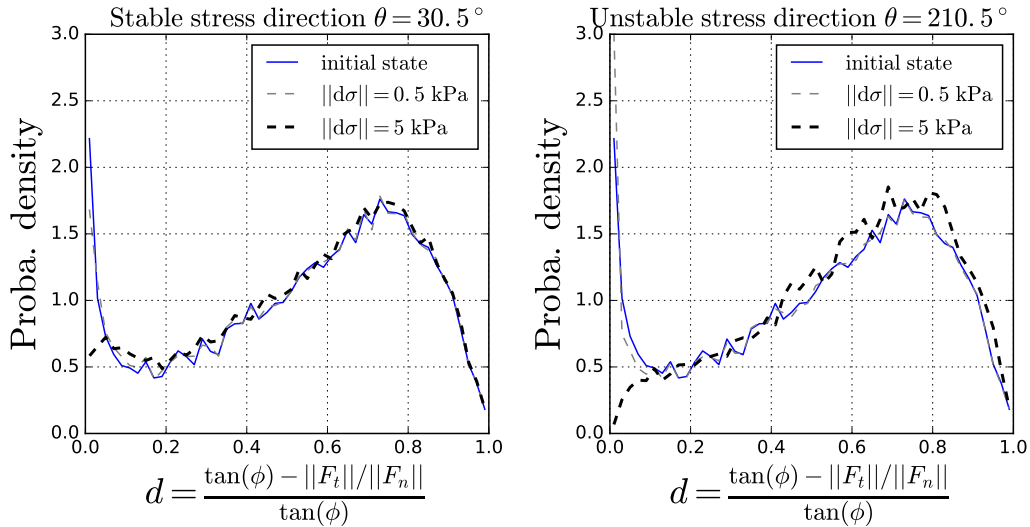 Stable stress direction θ = 30.5°
Proba. density
3.0
2.5
2.0
1.5
1.0
0.5
0.0
initial state
||dσ|| = 0.5 kPa
||dσ|| = 5 kPa
0.0 0.2 0.4 0.6 0.8 1.0
d = (tan(ϕ) − ||F_t||/||F_n||) / tan(ϕ)
Unstable stress direction θ = 210.5°
Proba. density
3.0
2.5
2.0
1.5
1.0
0.5
0.0
initial state
||dσ|| = 0.5 kPa
||dσ|| = 5 kPa
0.0 0.2 0.4 0.6 0.8 1.0
d = (tan(ϕ) − ||F_t||/||F_n||) / tan(ϕ)